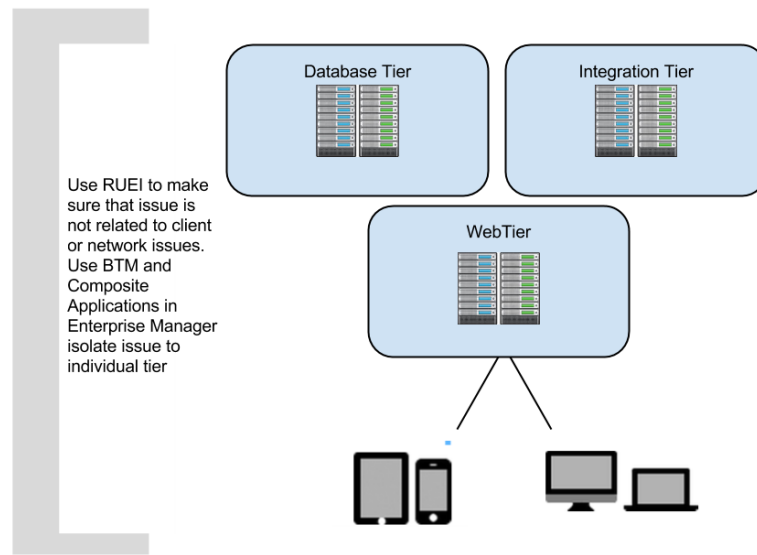 Database Tier
Integration Tier
Use RUEI to make
sure that issue is
not related to client
or network issues.
Use BTM and
Composite
Applications in
Enterprise Manager
isolate issue to
individual tier
WebTier